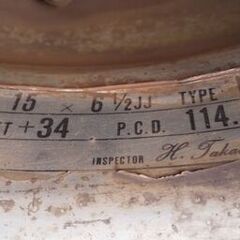 15 × 6 ½JJ TYPE
+34 P.C.D. 114.
INSPECTOR H. Taka